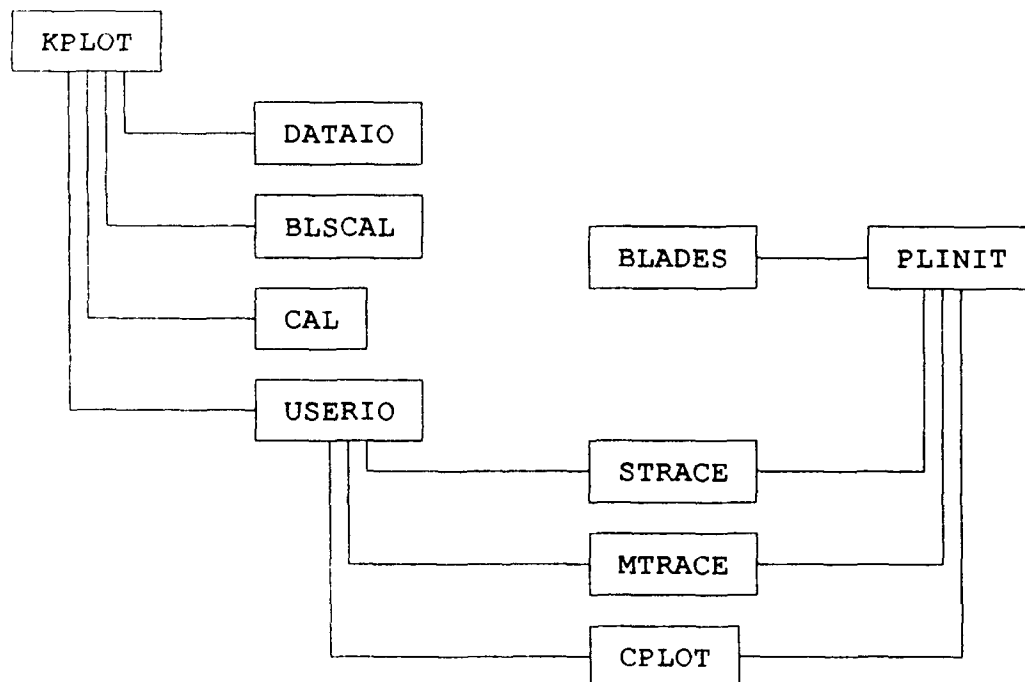 KPLOT
DATAIO
BLSCAL
BLADES
PLINIT
CAL
USERIO
STRACE
MTRACE
CPLOT